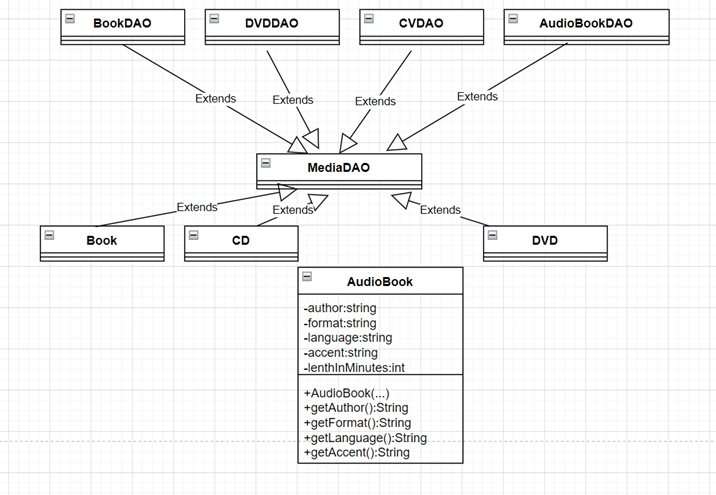 BookDAO
DVDDAO
CVDAO
AudioBookDAO
Extends
Extends
Extends
Extends
MediaDAO
Extends
Extends
Extends
Book
CD
DVD
AudioBook
-author:string
-format:string
-language:string
-accent:string
-lenthInMinutes:int
+AudioBook(...)
+getAuthor():String
+getFormat():String
+getLanguage():String
+getAccent():String